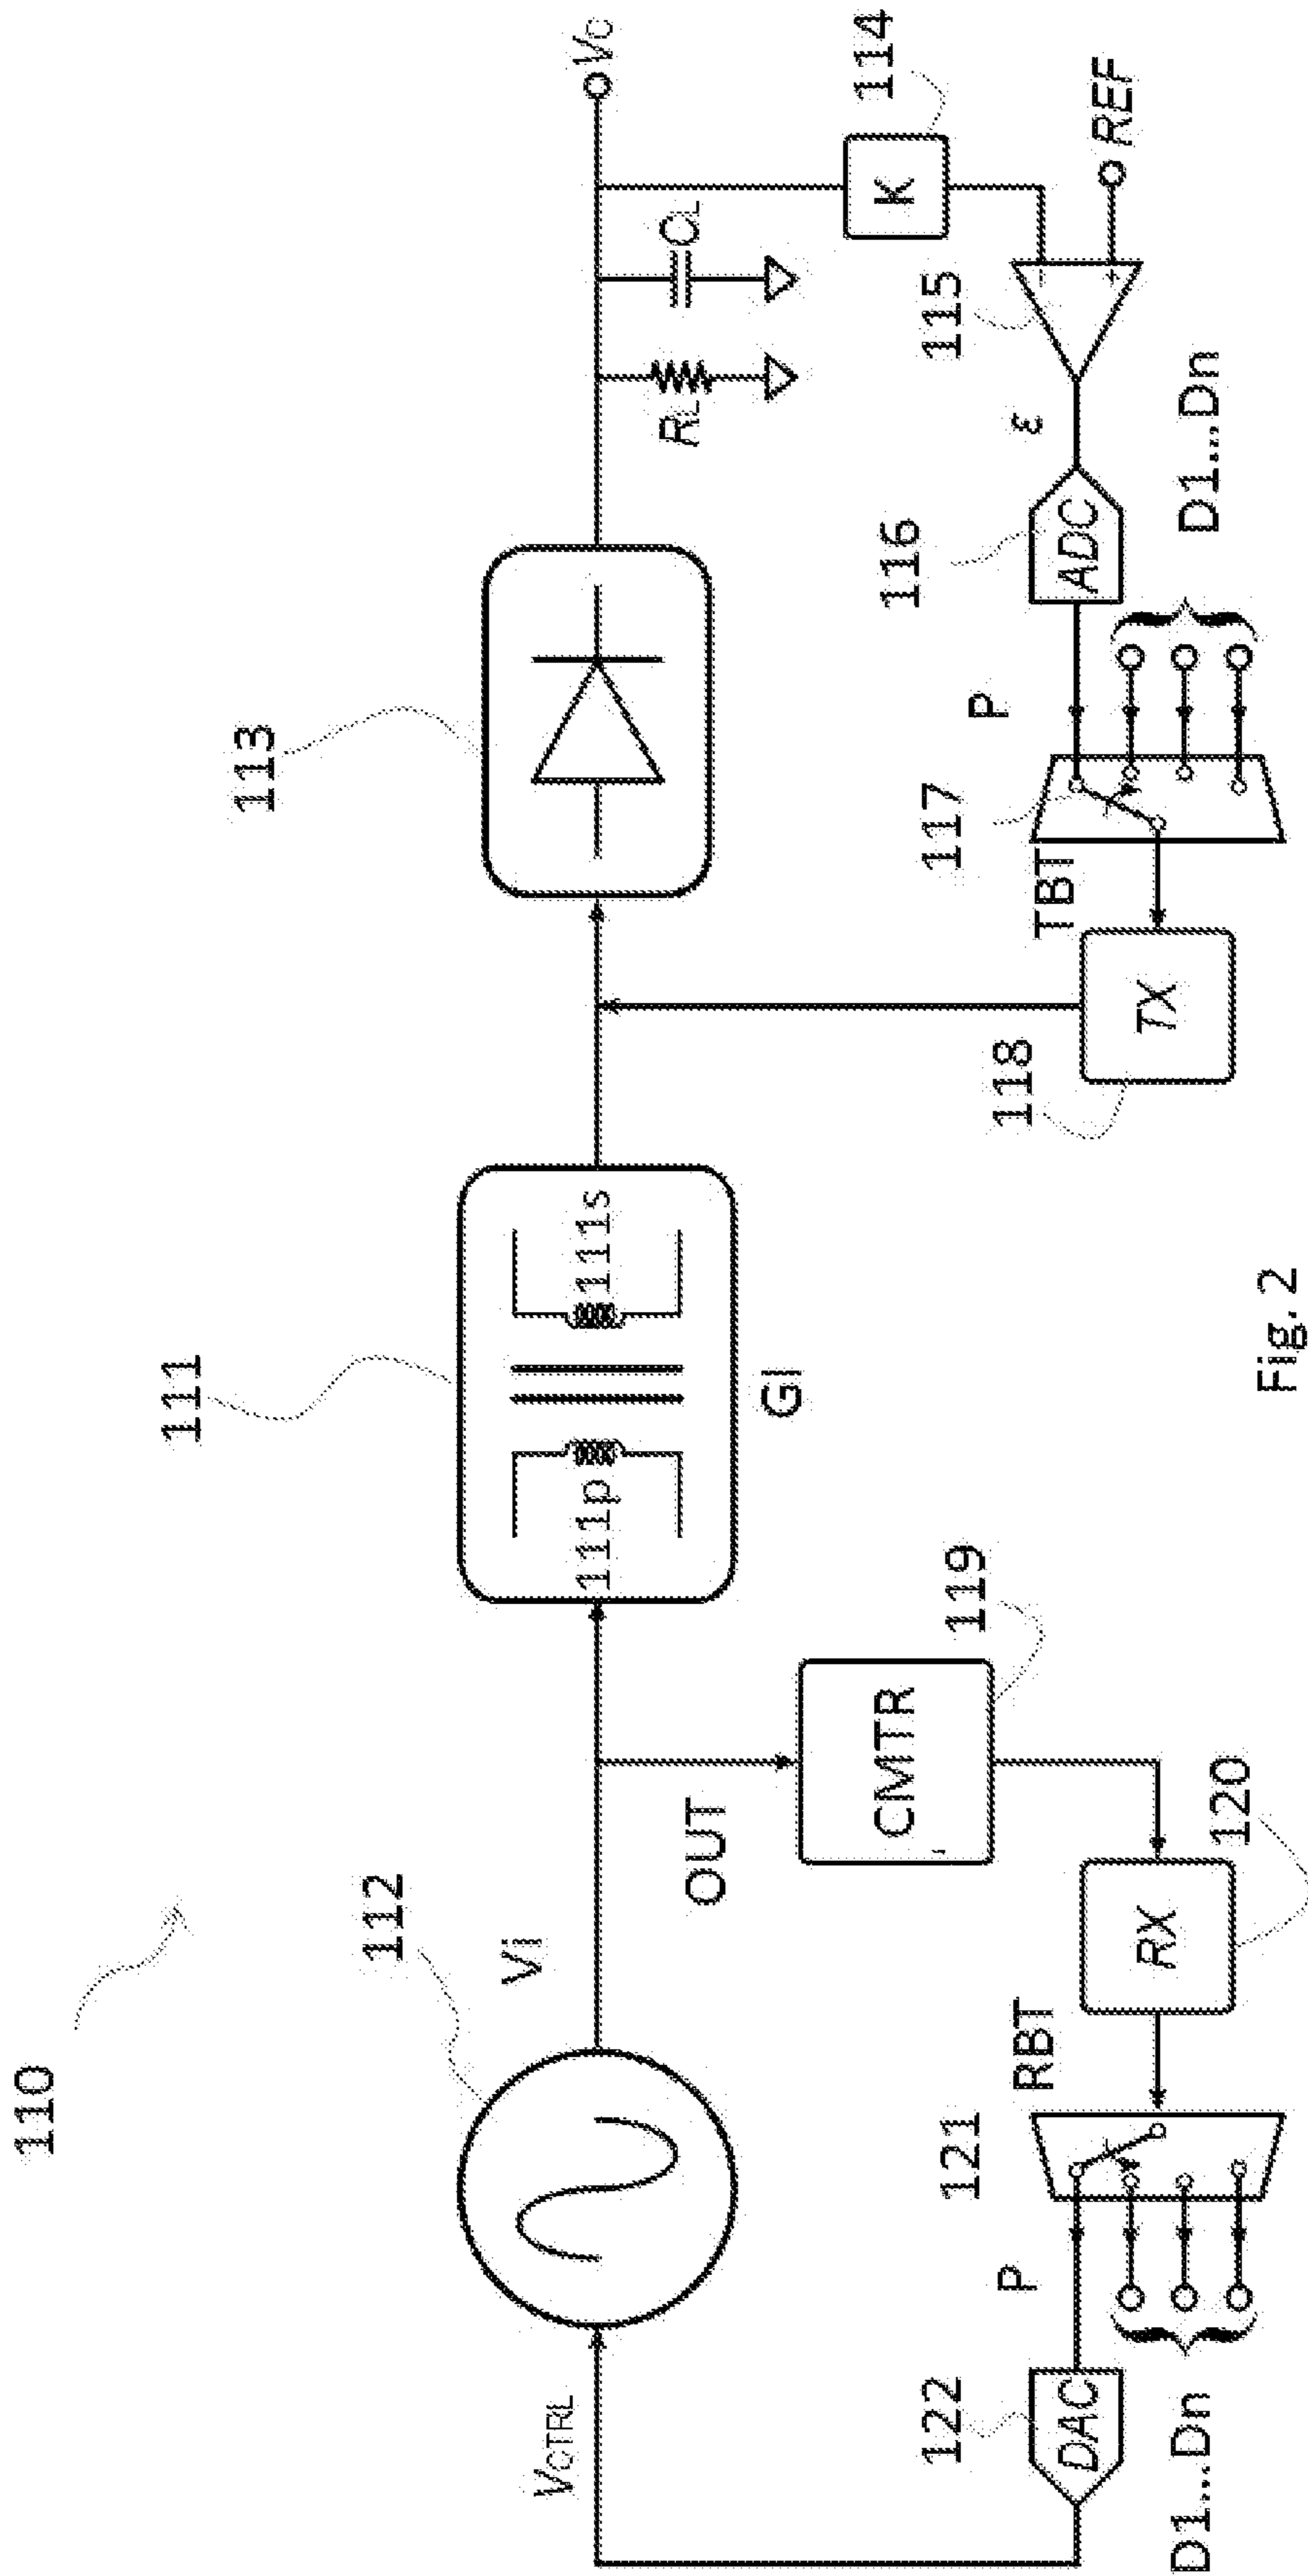 110
111
113
112
Vi
VCTRL
111p
111s
GI
VO
RL
CL
K
114
115
REF
ε
116
ADC
P
D1...Dn
117
TBT
TX
118
OUT
CMTR
119
RX
120
RBT
121
P
D1...Dn
122
DAC
Fig. 2